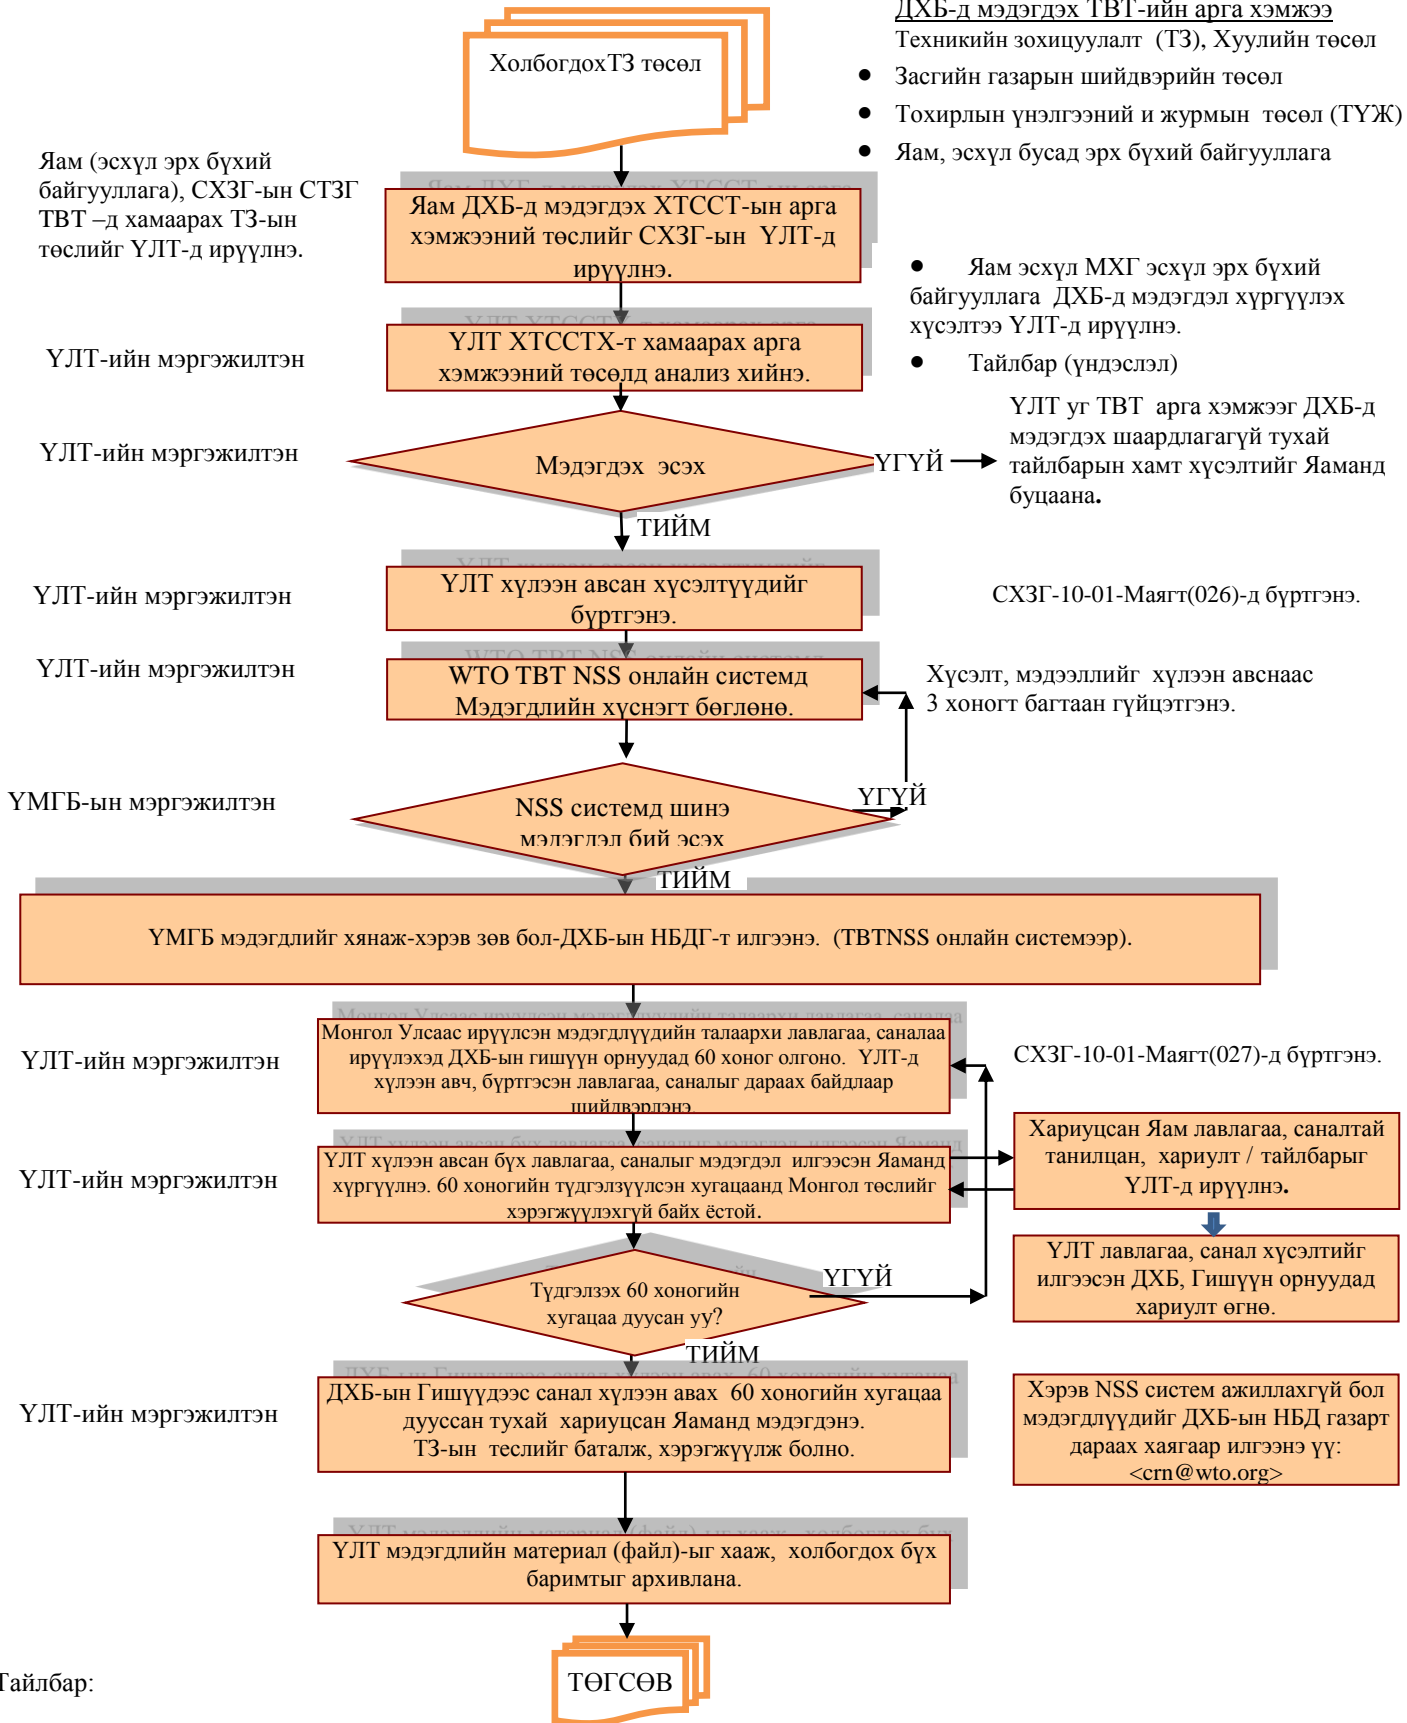 ДХБ-д мэдэгдэх ТВТ-ийн арга хэмжээ
Техникийн зохицуулалт (ТЗ), Хуулийн төсөл
● Засгийн газарын шийдвэрийн төсөл
● Тохирлын үнэлгээний и журмын төсөл (ТҮЖ)
● Яам, эсхүл бусад эрх бүхий байгууллага
ХолбогдохТЗ төсөл
Яам (эсхүл эрх бүхий
байгууллага), СХЗГ-ын СТЗГ
ТВТ –д хамаарах ТЗ-ын
төслийг ҮЛТ-д ирүүлнэ.
Яам ДХБ-д мэдэгдэх ХТССТ-ын арга
хэмжээний төслийг СХЗГ-ын ҮЛТ-д
ирүүлнэ.
● Яам эсхүл МХГ эсхүл эрх бүхий
байгууллага ДХБ-д мэдэгдэл хүргүүлэх
хүсэлтээ ҮЛТ-д ирүүлнэ.
● Тайлбар (үндэслэл)
ҮЛТ-ийн мэргэжилтэн
ҮЛТ ХТССТХ-т хамаарах арга
хэмжээний төсөлд анализ хийнэ.
ҮЛТ-ийн мэргэжилтэн
Мэдэгдэх эсэх
ҮГҮЙ
ҮЛТ уг ТВТ арга хэмжээг ДХБ-д
мэдэгдэх шаардлагагүй тухай
тайлбарын хамт хүсэлтийг Яаманд
буцаана.
ТИЙМ
ҮЛТ-ийн мэргэжилтэн
ҮЛТ хүлээн авсан хүсэлтүүдийг
бүртгэнэ.
СХЗГ-10-01-Маягт(026)-д бүртгэнэ.
ҮЛТ-ийн мэргэжилтэн
WTO TBT NSS онлайн системд
Мэдэгдлийн хүснэгт бөглөнө.
Хүсэлт, мэдээллийг хүлээн авснаас
3 хоногт багтаан гүйцэтгэнэ.
ҮМГБ-ын мэргэжилтэн
NSS системд шинэ
мэдэгдэл бий эсэх
ҮГҮЙ
ТИЙМ
ҮМГБ мэдэгдлийг хянаж-хэрэв зөв бол-ДХБ-ын НБДГ-т илгээнэ. (TBTNSS онлайн системээр).
ҮЛТ-ийн мэргэжилтэн
Монгол Улсаас ирүүлсэн мэдэгдлүүдийн талаархи лавлагаа, саналаа
ирүүлэхэд ДХБ-ын гишүүн орнуудад 60 хоног олгоно. ҮЛТ-д
хүлээн авч, бүртгэсэн лавлагаа, саналыг дараах байдлаар
шийдвэрлэнэ.
СХЗГ-10-01-Маягт(027)-д бүртгэнэ.
ҮЛТ-ийн мэргэжилтэн
ҮЛТ хүлээн авсан бүх лавлагаа, саналыг мэдэгдэл илгээсэн Яаманд
хүргүүлнэ. 60 хоногийн түдгэлзүүлсэн хугацаанд Монгол төслийг
хэрэгжүүлэхгүй байх ёстой.
Хариуцсан Яам лавлагаа, саналтай
танилцан, хариулт / тайлбарыг
ҮЛТ-д ирүүлнэ.
ҮЛТ лавлагаа, санал хүсэлтийг
илгээсэн ДХБ, Гишүүн орнуудад
хариулт өгнө.
Түдгэлзэх 60 хоногийн
хугацаа дуусан уу?
ҮГҮЙ
ТИЙМ
ҮЛТ-ийн мэргэжилтэн
ДХБ-ын Гишүүдээс санал хүлээн авах 60 хоногийн хугацаа
дууссан тухай хариуцсан Яаманд мэдэгдэнэ.
ТЗ-ын теслийг баталж, хэрэгжүүлж болно.
Хэрэв NSS систем ажиллахгүй бол
мэдэгдлүүдийг ДХБ-ын НБД газарт
дараах хаягаар илгээнэ үү:
<crn@wto.org>
ҮЛТ мэдэгдлийн материал (файл)-ыг хааж, холбогдох бүх
баримтыг архивлана.
ТӨГСӨВ
Тайлбар: